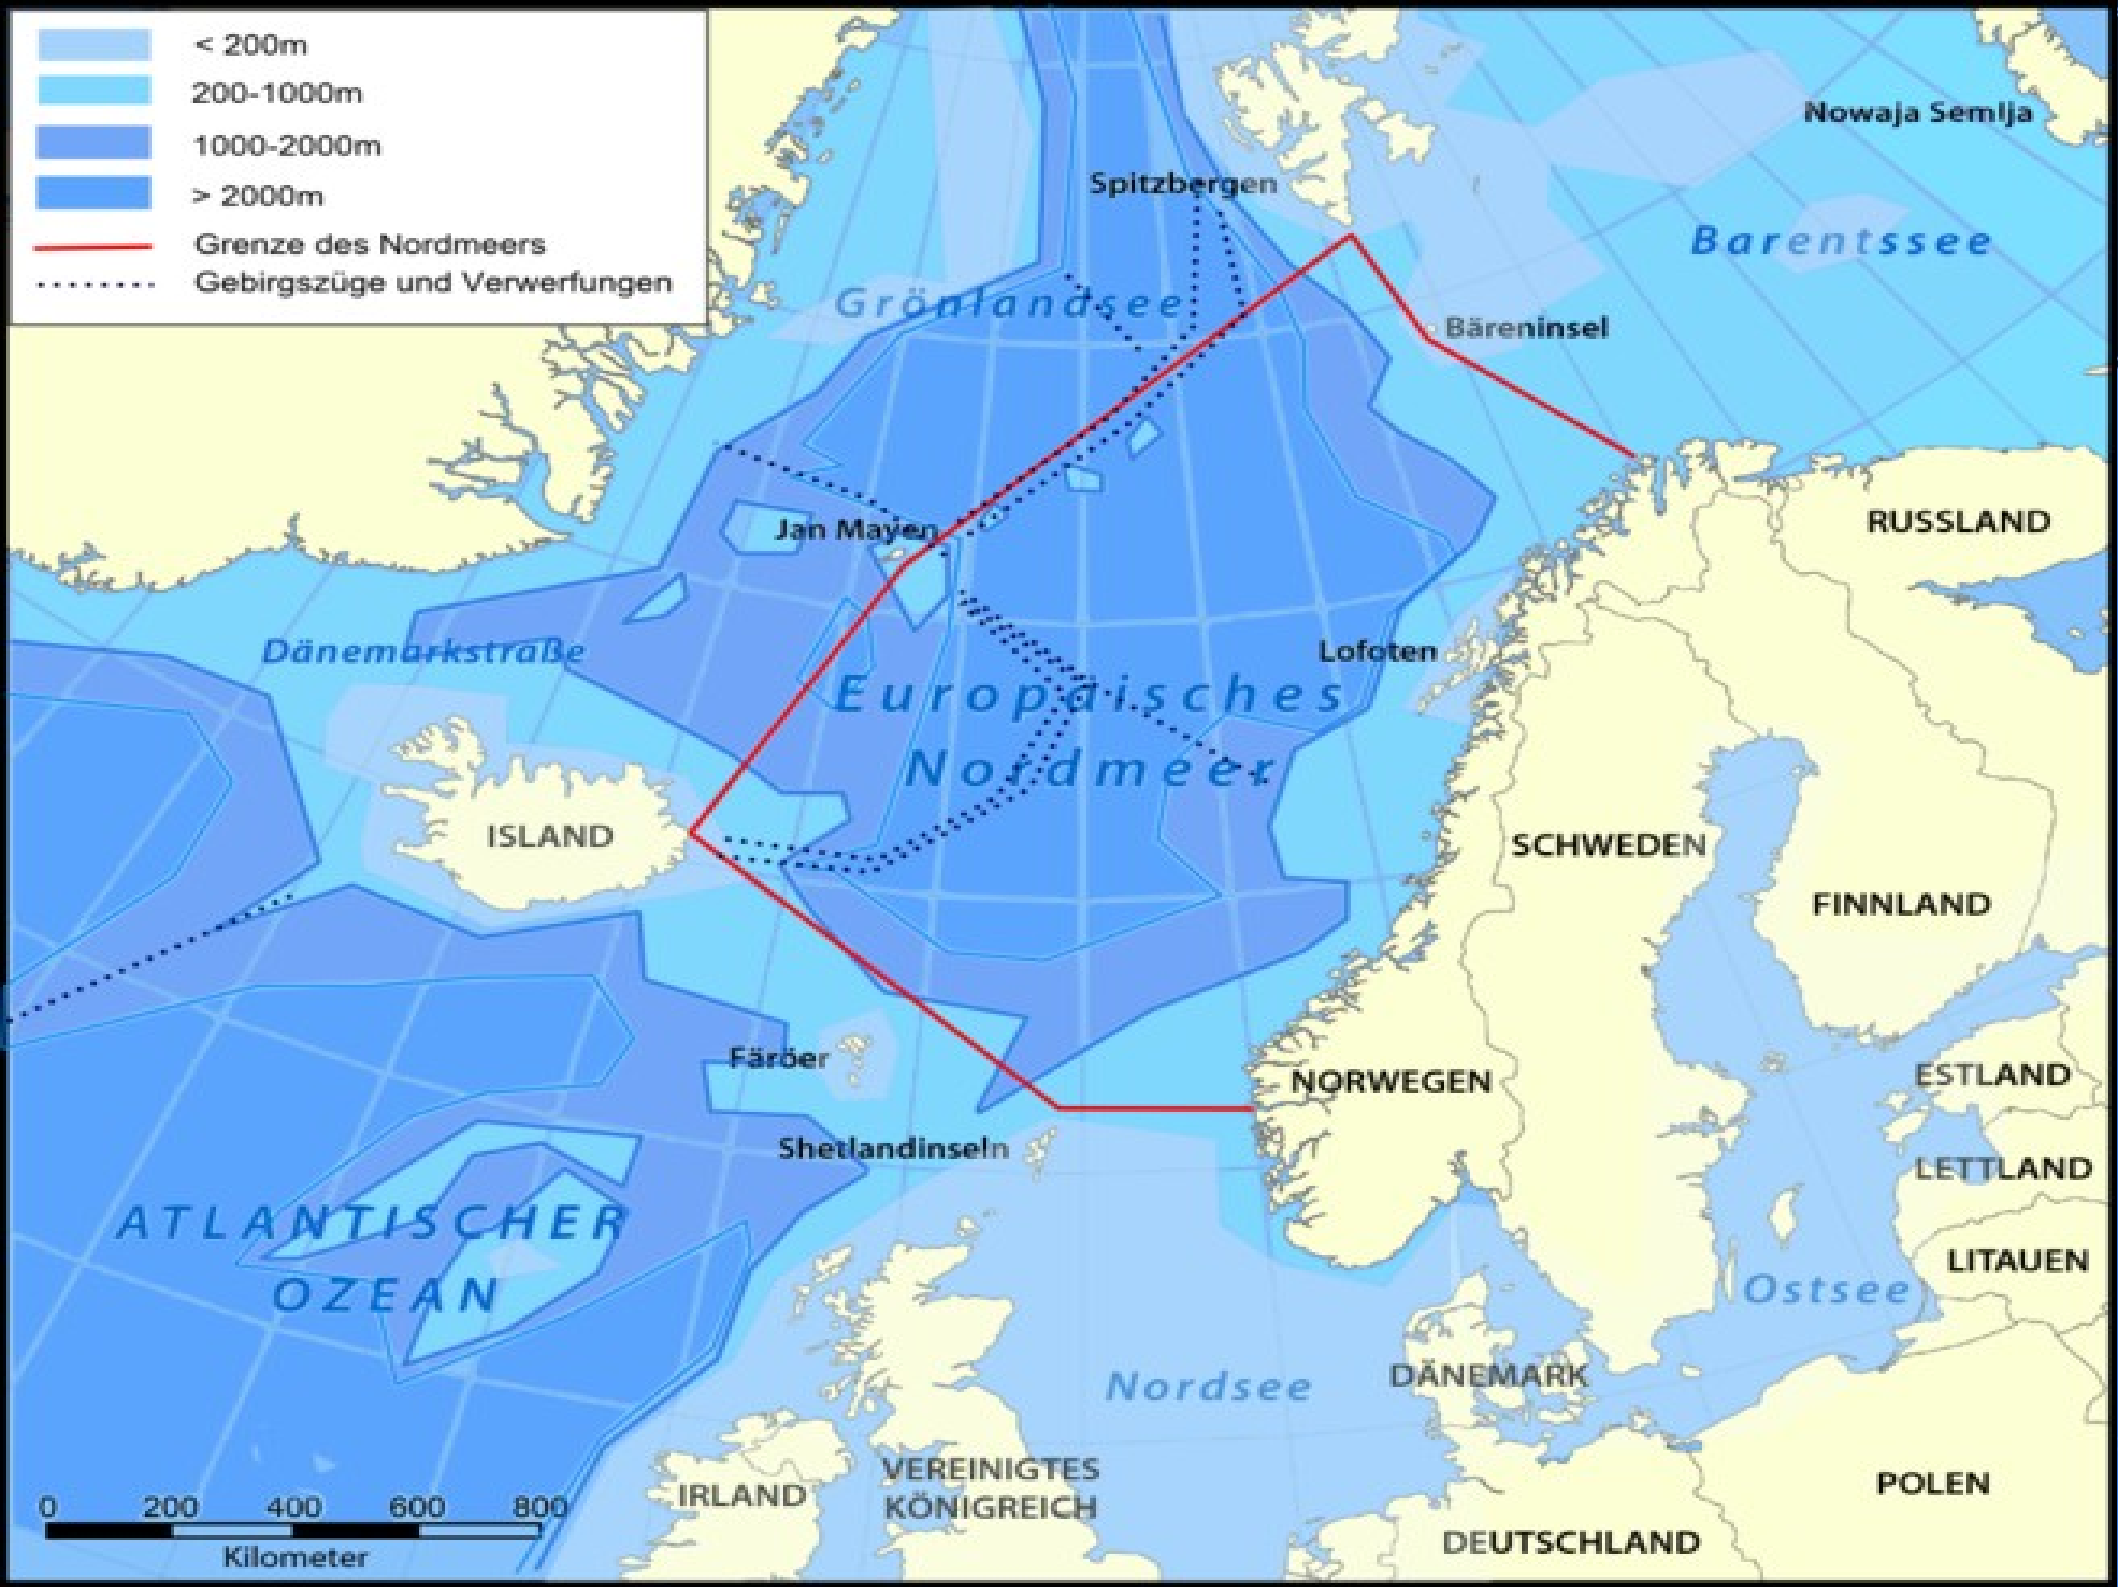 < 200m
200-1000m
1000-2000m
> 2000m
Grenze des Nordmeers
Gebirgszüge und Verwerfungen
Nowaja Semlja
Spitzbergen
Barentssee
Grönlandsee
Bäreninsel
RUSSLAND
Jan Mayen
Dänemarkstraße
Lofoten
Europäisches
Nordmeer
ISLAND
SCHWEDEN
FINNLAND
Färöer
NORWEGEN
ESTLAND
Shetlandinseln
LETTLAND
ATLANTISCHER
OZEAN
LITAUEN
Ostsee
Nordsee
DÄNEMARK
VEREINIGTES
KÖNIGREICH
IRLAND
POLEN
DEUTSCHLAND
0 200 400 600 800
Kilometer